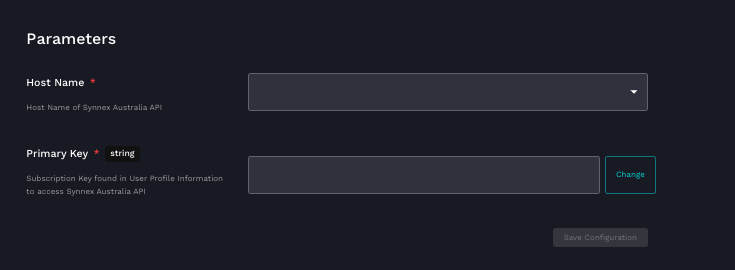 Parameters
Host Name *
Host Name of Synnex Australia API
Primary Key * string
Subscription Key found in User Profile Information
to access Synnex Australia API
Change
Save Configuration